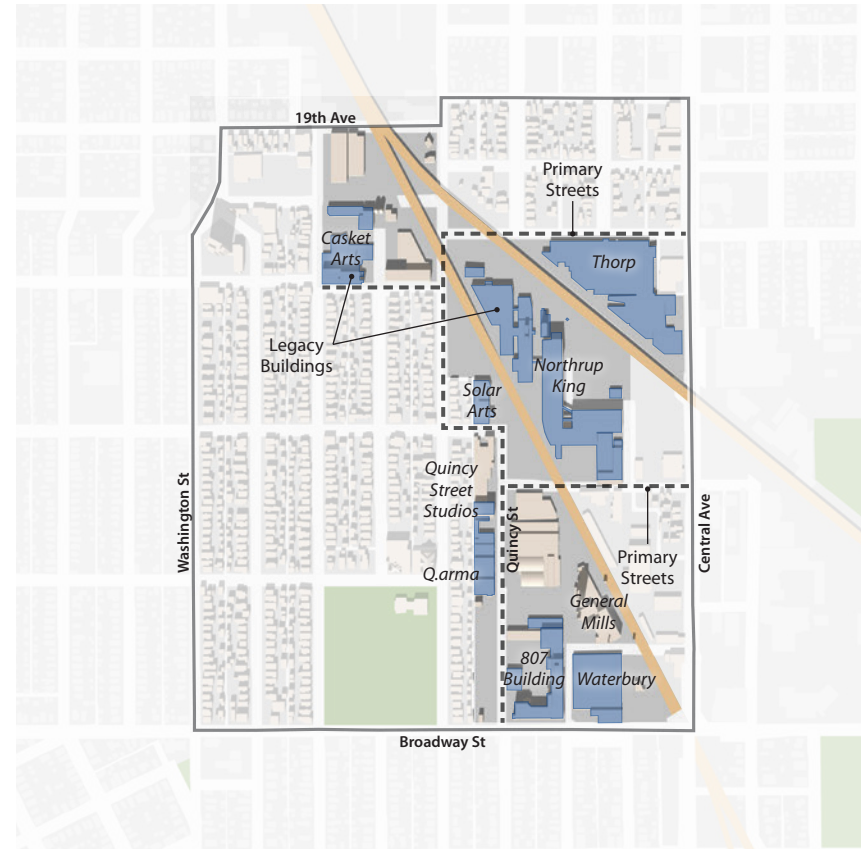 19th Ave
Primary
Streets
Casket
Arts
Thorp
Legacy
Buildings
Northrup
King
Solar
Arts
Quincy
Street
Studios
Washington St
Quincy St
Central Ave
Primary
Streets
Q.arma
General
Mills
807
Building
Waterbury
Broadway St